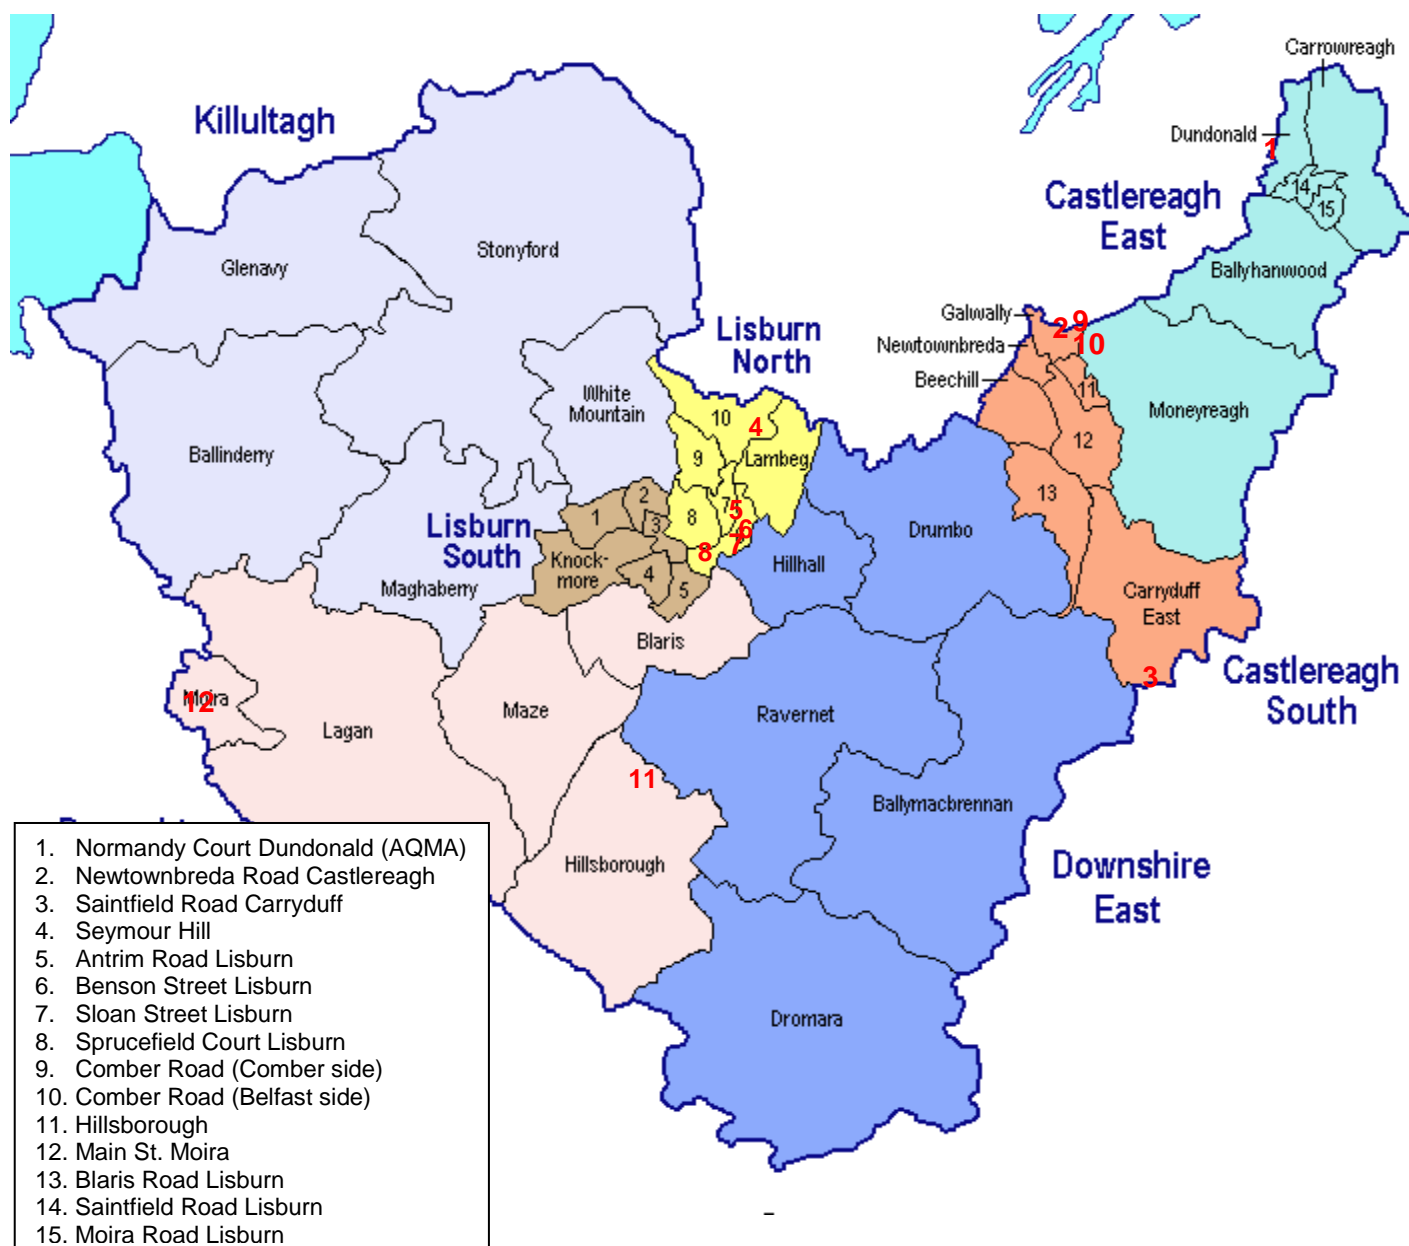 Carrowreagh
Killultagh
Dundonald
1
14
15
Castlereagh
East
Stonyford
Glenavy
Ballyhanwood
Galwally
2
9
10
Newtownbreda
Beechill
11
Lisburn
North
White
Mountain
10
4
Moneyreagh
12
9
Lambeg
Ballinderry
13
2
1
3
8
7
5
6
7
8
Lisburn
South
Drumbo
Knock-
more
4
5
Hillhall
Maghaberry
Carryduff
East
Blaris
3
Castlereagh
South
Moira
12
Lagan
Maze
Ravernet
11
Ballymacbrennan
Hillsborough
Downshire
East
Dromara
1. Normandy Court Dundonald (AQMA)
2. Newtownbreda Road Castlereagh
3. Saintfield Road Carryduff
4. Seymour Hill
5. Antrim Road Lisburn
6. Benson Street Lisburn
7. Sloan Street Lisburn
8. Sprucefield Court Lisburn
9. Comber Road (Comber side)
10. Comber Road (Belfast side)
11. Hillsborough
12. Main St. Moira
13. Blaris Road Lisburn
14. Saintfield Road Lisburn
15. Moira Road Lisburn